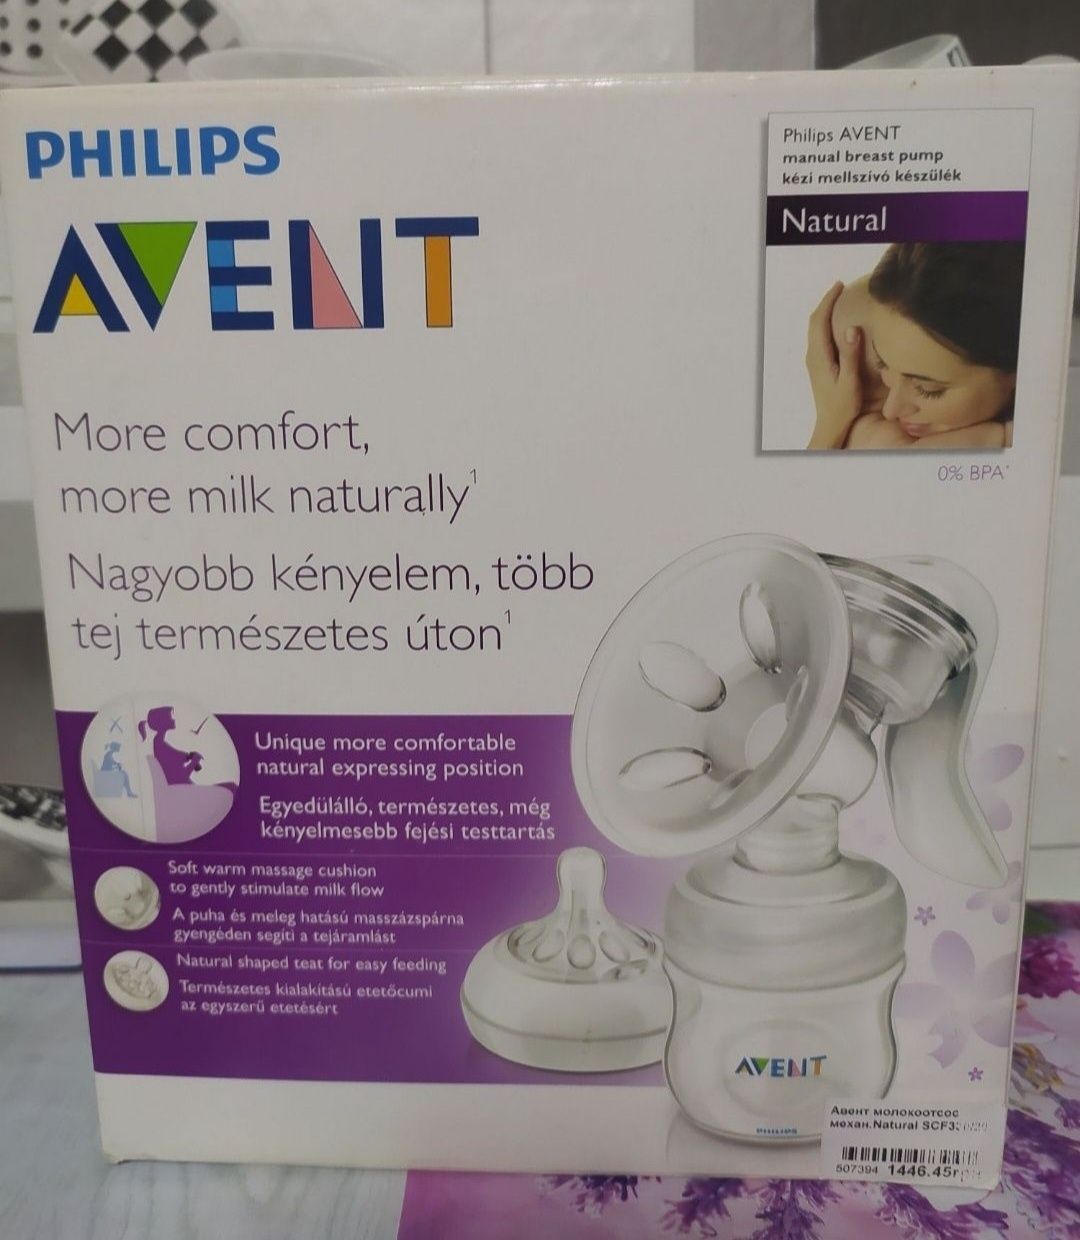 PHILIPS
AVENT
Philips AVENT
manual breast pump
kézi mellszívó készülék
Natural
0% BPA*
More comfort,
more milk naturally¹
Nagyobb kényelem, több
tej természetes úton¹
Unique more comfortable
natural expressing position
Egyedülálló, természetes, még
kényelmesebb fejési testtartás
Soft warm massage cushion
to gently stimulate milk flow
A puha és meleg hatású masszázspárna
gyengéden segíti a tejáramlást
Natural shaped teat for easy feeding
Természetes kialakítású etetőcumi
az egyszerű etetésért
AVENT
PHILIPS
Авент молокоотсос
механ.Natural
507394 1446.45